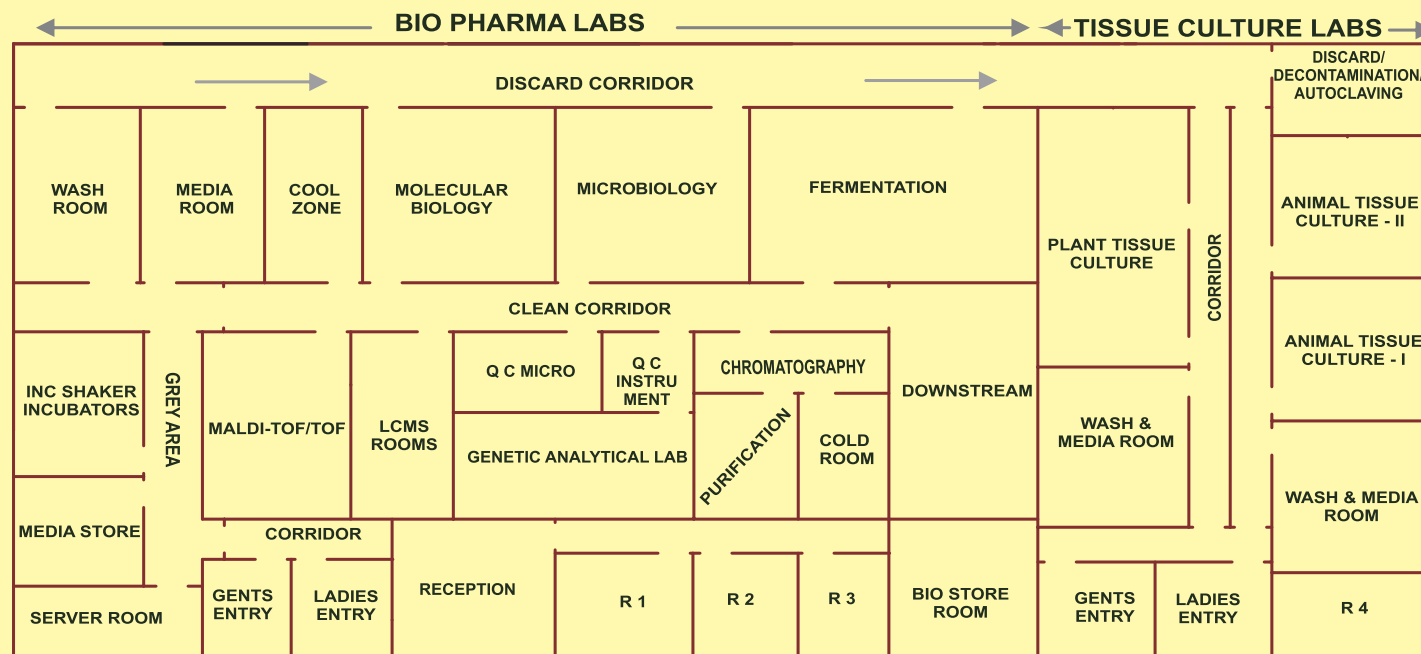 BIO PHARMA LABS
TISSUE CULTURE LABS
DISCARD CORRIDOR
DISCARD/
DECONTAMINATION/
AUTOCLAVING
WASH
ROOM
MEDIA
ROOM
COOL
ZONE
MOLECULAR
BIOLOGY
MICROBIOLOGY
FERMENTATION
PLANT TISSUE
CULTURE
CORRIDOR
ANIMAL TISSUE
CULTURE - II
CLEAN CORRIDOR
INC SHAKER
INCUBATORS
GREY AREA
MALDI-TOF/TOF
LCMS
ROOMS
Q C MICRO
Q C
INSTRU
MENT
CHROMATOGRAPHY
GENETIC ANALYTICAL LAB
PURIFICATION
COLD
ROOM
DOWNSTREAM
WASH &
MEDIA ROOM
ANIMAL TISSUE
CULTURE - I
WASH & MEDIA
ROOM
MEDIA STORE
CORRIDOR
SERVER ROOM
GENTS
ENTRY
LADIES
ENTRY
RECEPTION
R 1
R 2
R 3
BIO STORE
ROOM
GENTS
ENTRY
LADIES
ENTRY
R 4